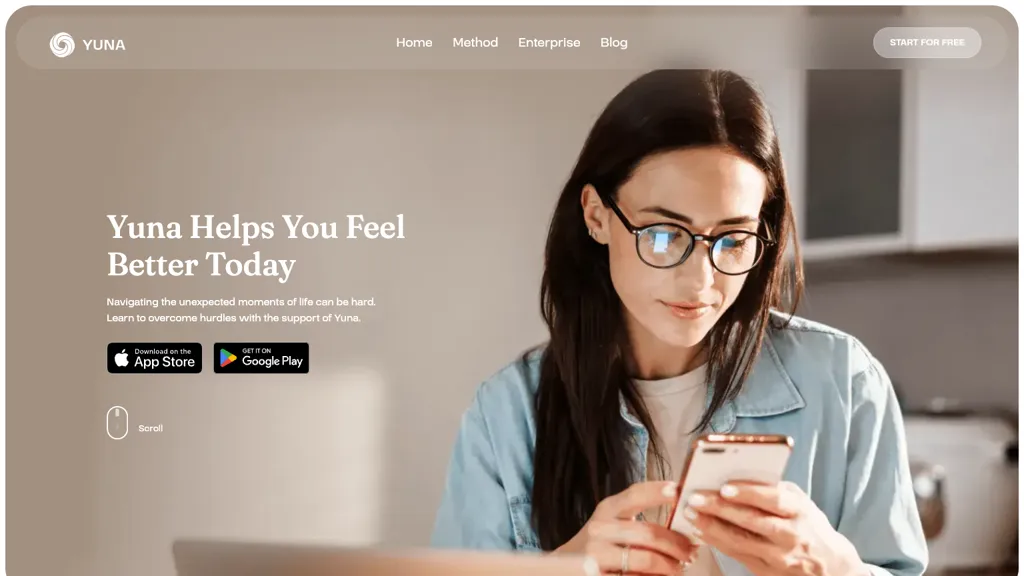 YUNA
Home
Method
Enterprise
Blog
START FOR FREE
Yuna Helps You Feel
Better Today
Navigating the unexpected moments of life can be hard.
Learn to overcome hurdles with the support of Yuna.
Download on the
App Store
GET IT ON
Google Play
Scroll